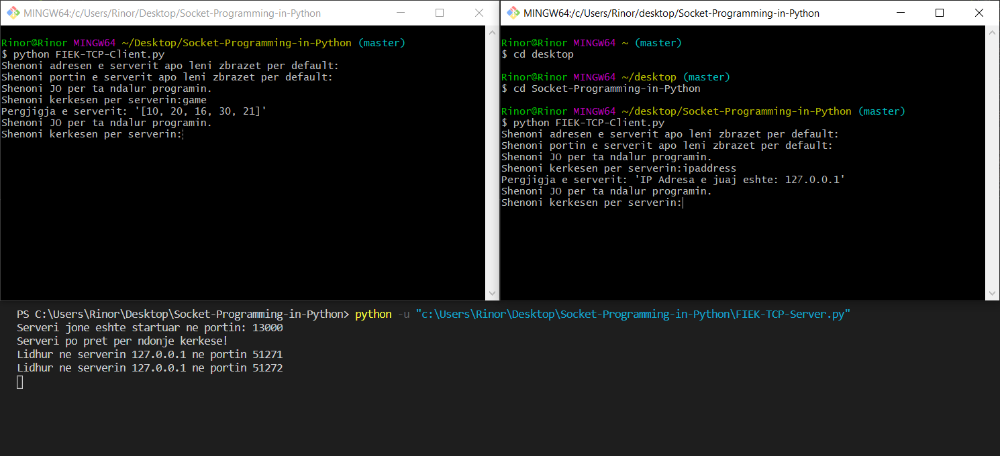 MINGW64:/c/Users/Rinor/Desktop/Socket-Programming-in-Python
Rinor@Rinor MINGW64 ~/Desktop/Socket-Programming-in-Python (master)
$ python FIEK-TCP-Client.py
Shenoni adresen e serverit apo leni zbrazet per default:
Shenoni portin e serverit apo leni zbrazet per default:
Shenoni JO per ta ndalur programin.
Shenoni kerkesen per serverin:game
Pergjigja e serverit: '[10, 20, 16, 30, 21]'
Shenoni JO per ta ndalur programin.
Shenoni kerkesen per serverin:
MINGW64:/c/Users/Rinor/desktop/Socket-Programming-in-Python
Rinor@Rinor MINGW64 ~ (master)
$ cd desktop
Rinor@Rinor MINGW64 ~/desktop (master)
$ cd Socket-Programming-in-Python
Rinor@Rinor MINGW64 ~/desktop/Socket-Programming-in-Python (master)
$ python FIEK-TCP-Client.py
Shenoni adresen e serverit apo leni zbrazet per default:
Shenoni portin e serverit apo leni zbrazet per default:
Shenoni JO per ta ndalur programin.
Shenoni kerkesen per serverin:ipaddress
Pergjigja e serverit: 'IP Adresa e juaj eshte: 127.0.0.1'
Shenoni JO per ta ndalur programin.
Shenoni kerkesen per serverin:
PS C:\Users\Rinor\Desktop\Socket-Programming-in-Python> python -u "c:\Users\Rinor\Desktop\Socket-Programming-in-Python\FIEK-TCP-Server.py"
Serveri jone eshte startuar ne portin: 13000
Serveri po pret per ndonje kerkese!
Lidhur ne serverin 127.0.0.1 ne portin 51271
Lidhur ne serverin 127.0.0.1 ne portin 51272